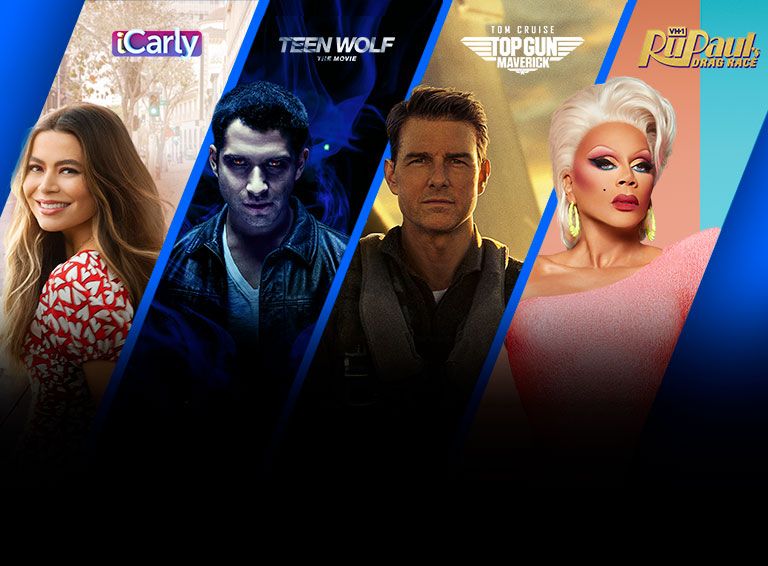 iCarly
TEEN WOLF
THE MOVIE
TOM CRUISE
TOP GUN
MAVERICK
VH1
RuPaul's
DRAG RACE